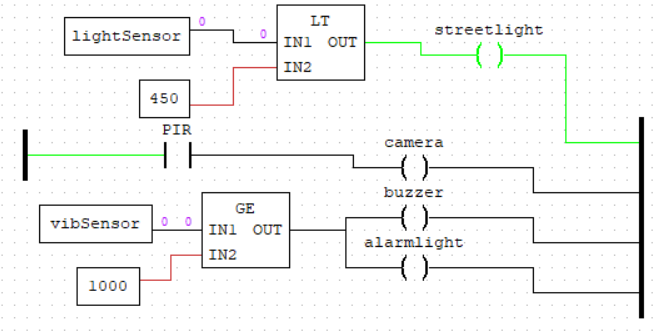 LT
streetlight
lightSensor
0
0
IN1 OUT
IN2
450
PIR
camera
buzzer
GE
vibSensor
0 0
IN1 OUT
alarmlight
IN2
1000